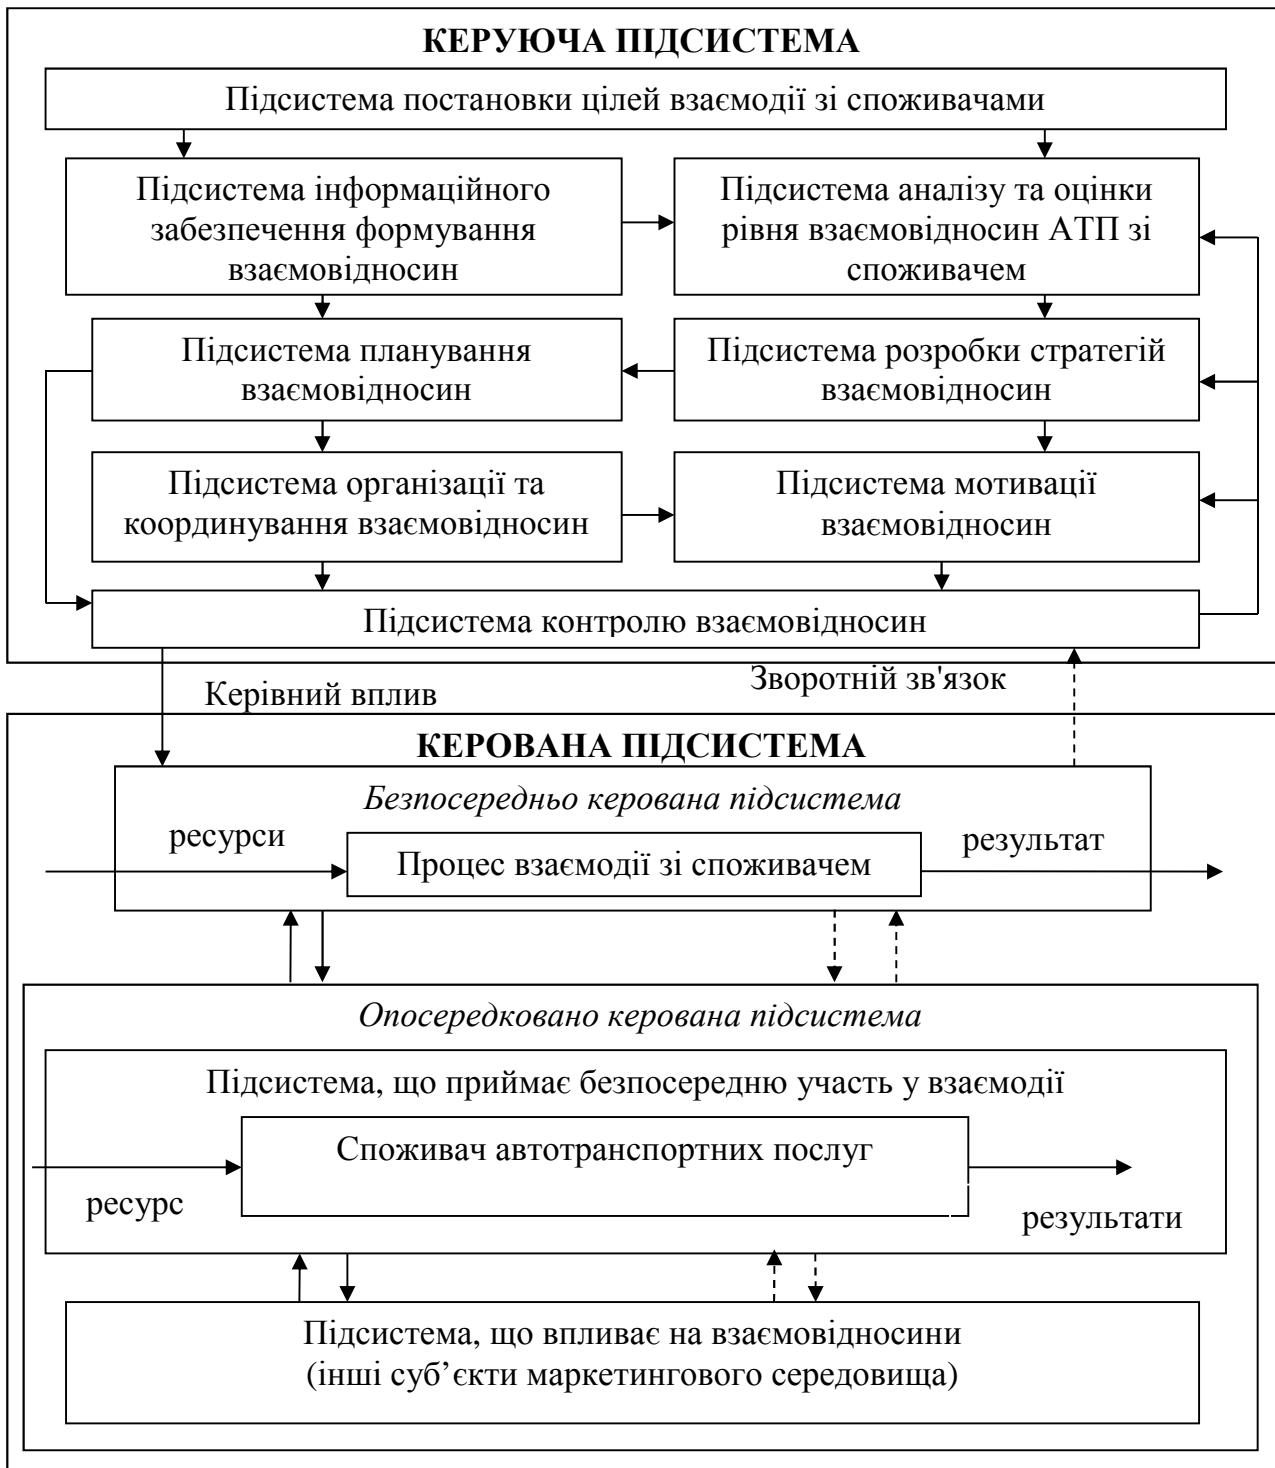 КЕРУЮЧА ПІДСИСТЕМА
Підсистема постановки цілей взаємодії зі споживачами
Підсистема інформаційного
забезпечення формування
взаємовідносин
Підсистема аналізу та оцінки
рівня взаємовідносин АТП зі
споживачем
Підсистема планування
взаємовідносин
Підсистема розробки стратегій
взаємовідносин
Підсистема організації та
координування взаємовідносин
Підсистема мотивації
взаємовідносин
Підсистема контролю взаємовідносин
Керівний вплив
Зворотній зв'язок
КЕРОВАНА ПІДСИСТЕМА
Безпосередньо керована підсистема
ресурси
Процес взаємодії зі споживачем
результат
Опосередковано керована підсистема
Підсистема, що приймає безпосередню участь у взаємодії
Споживач автотранспортних послуг
ресурс
результати
Підсистема, що впливає на взаємовідносини
(інші суб’єкти маркетингового середовища)